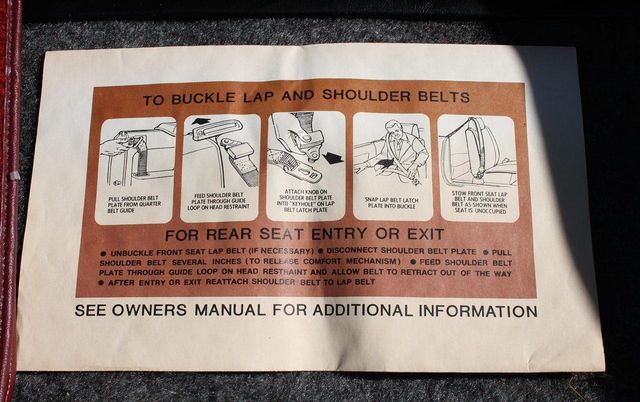 TO BUCKLE LAP AND SHOULDER BELTS
PULL SHOULDER BELT
PLATE FROM QUARTER
BELT GUIDE
FEED SHOULDER BELT
PLATE THROUGH GUIDE
LOOP ON HEAD RESTRAINT
ATTACH KNOB ON
SHOULDER BELT PLATE
INTO "KEYHOLE" ON LAP
BELT LATCH PLATE
SNAP LAP BELT LATCH
PLATE INTO BUCKLE
STOW FRONT SEAT LAP
BELT AND SHOULDER
BELT AS SHOWN WHEN
SEAT IS UNOCCUPIED
FOR REAR SEAT ENTRY OR EXIT
● UNBUCKLE FRONT SEAT LAP BELT (IF NECESSARY) ● DISCONNECT SHOULDER BELT PLATE ● PULL
SHOULDER BELT SEVERAL INCHES (TO RELEASE COMFORT MECHANISM) ● FEED SHOULDER BELT
PLATE THROUGH GUIDE LOOP ON HEAD RESTRAINT AND ALLOW BELT TO RETRACT OUT OF THE WAY
● AFTER ENTRY OR EXIT REATTACH SHOULDER BELT TO LAP BELT
SEE OWNERS MANUAL FOR ADDITIONAL INFORMATION